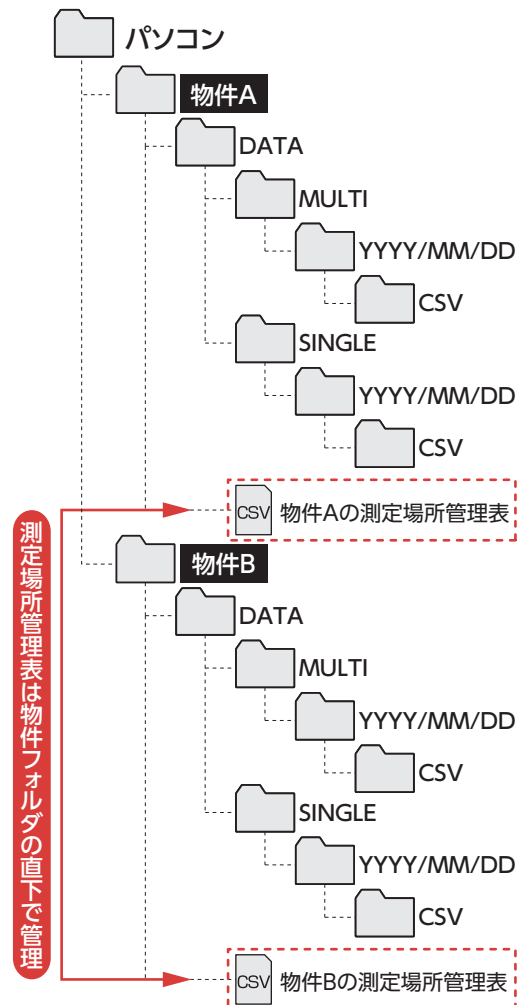 パソコン
物件A
DATA
MULTI
YYYY/MM/DD
CSV
SINGLE
YYYY/MM/DD
CSV
CSV 物件Aの測定場所管理表
物件B
DATA
MULTI
YYYY/MM/DD
CSV
SINGLE
YYYY/MM/DD
CSV
CSV 物件Bの測定場所管理表
測定場所管理表は物件フォルダの直下で管理